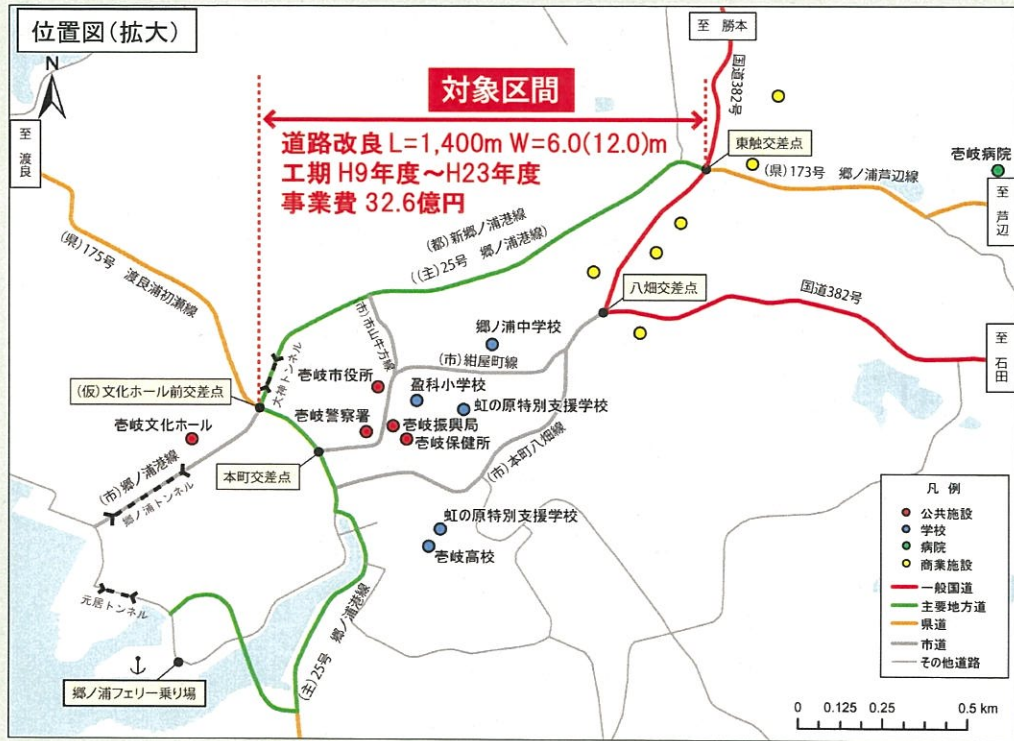 位置図(拡大)
N
至 勝本
国道382号
対象区間
道路改良 L=1,400m W=6.0(12.0)m
工期 H9年度～H23年度
事業費 32.6億円
至 渡良
東触交差点
壱岐病院
(県)173号 郷ノ浦芦辺線
至 芦辺
(都)新郷ノ浦港線
((主)25号 郷ノ浦港線)
(県)175号 渡良浦初瀬線
八畑交差点
国道382号
至 石田
郷ノ浦中学校
(市)市山牛方線
(市)紺屋町線
大神トンネル
壱岐市役所
盈科小学校
虹の原特別支援学校
(仮)文化ホール前交差点
壱岐文化ホール
壱岐警察署
壱岐振興局
壱岐保健所
(市)本町八畑線
本町交差点
(市)郷ノ浦港線
郷ノ浦トンネル
虹の原特別支援学校
壱岐高校
元居トンネル
(主)25号 郷ノ浦港線
郷ノ浦フェリー乗り場
凡 例
公共施設
学校
病院
商業施設
一般国道
主要地方道
県道
市道
その他道路
0 0.125 0.25 0.5 km